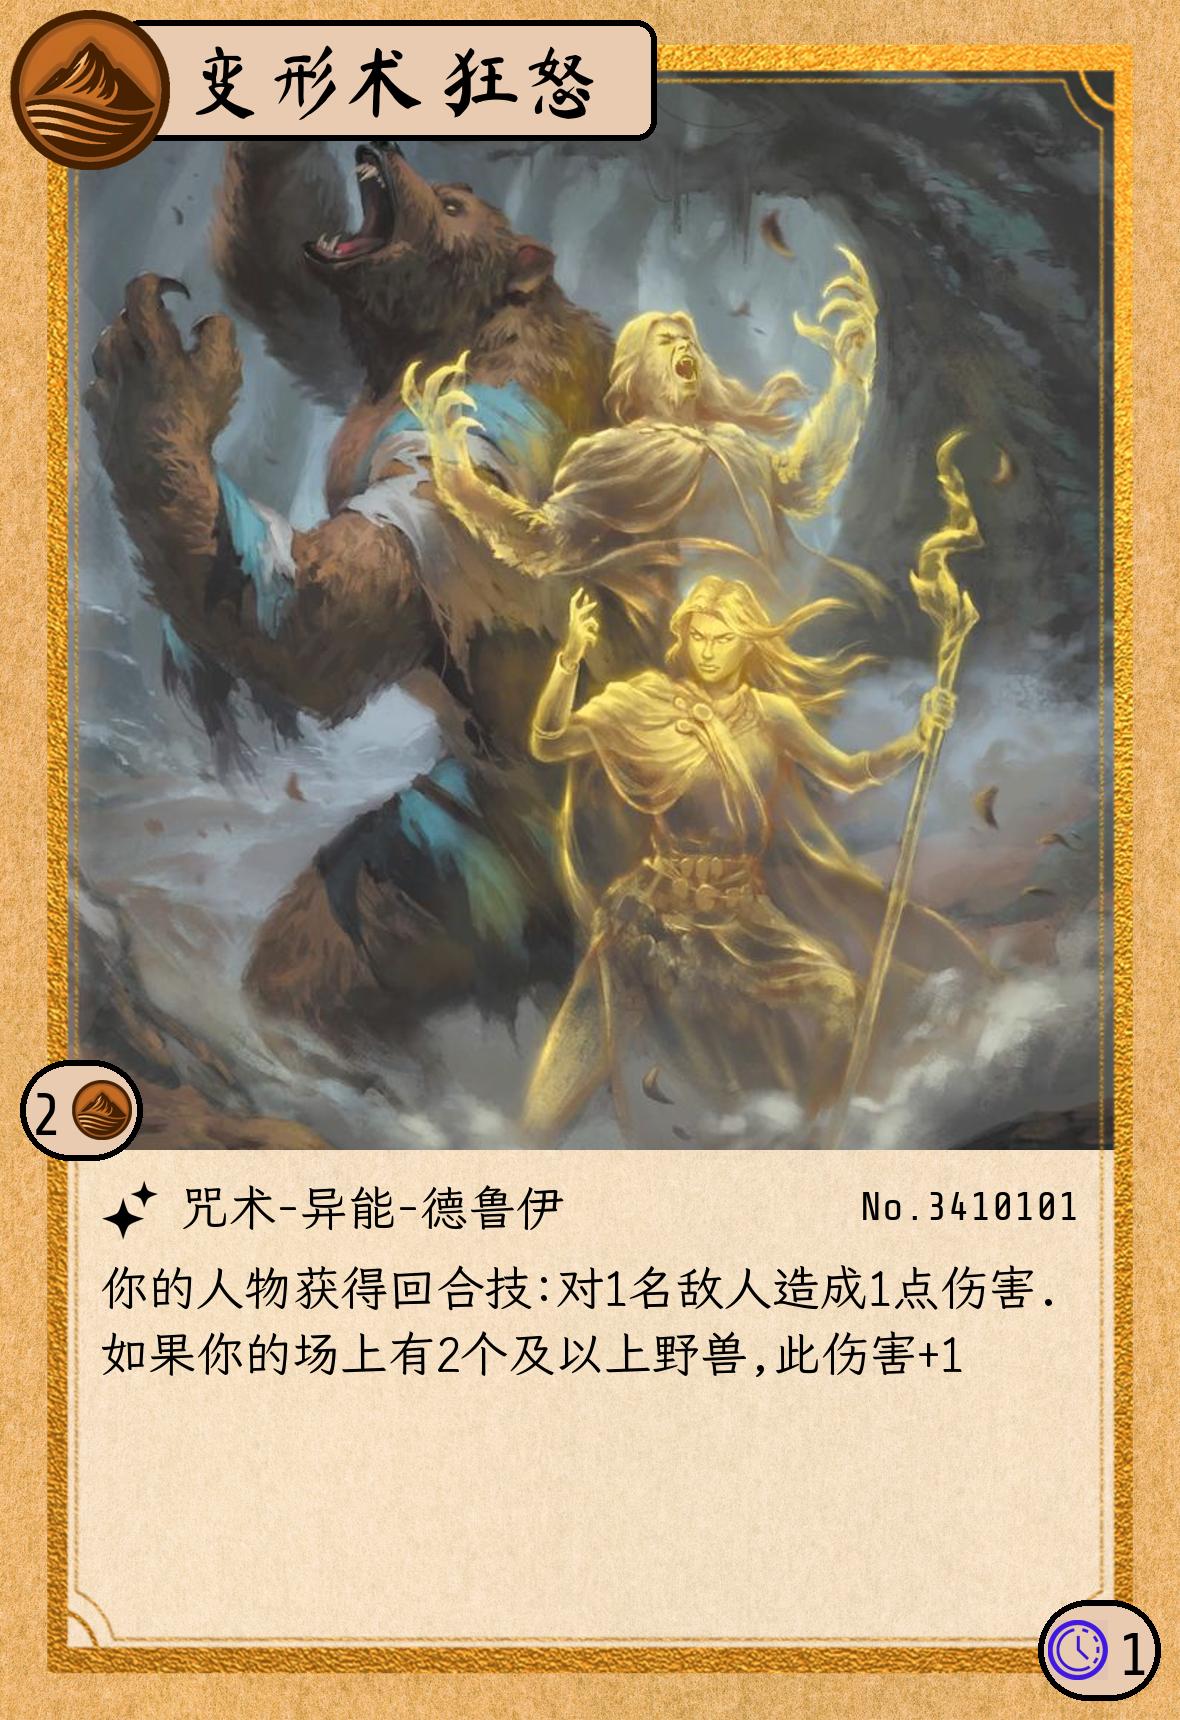 变形术 狂怒
2
咒术-异能-德鲁伊
No.3410101
你的人物获得回合技:对1名敌人造成1点伤害.
如果你的场上有2个及以上野兽,此伤害+1
1